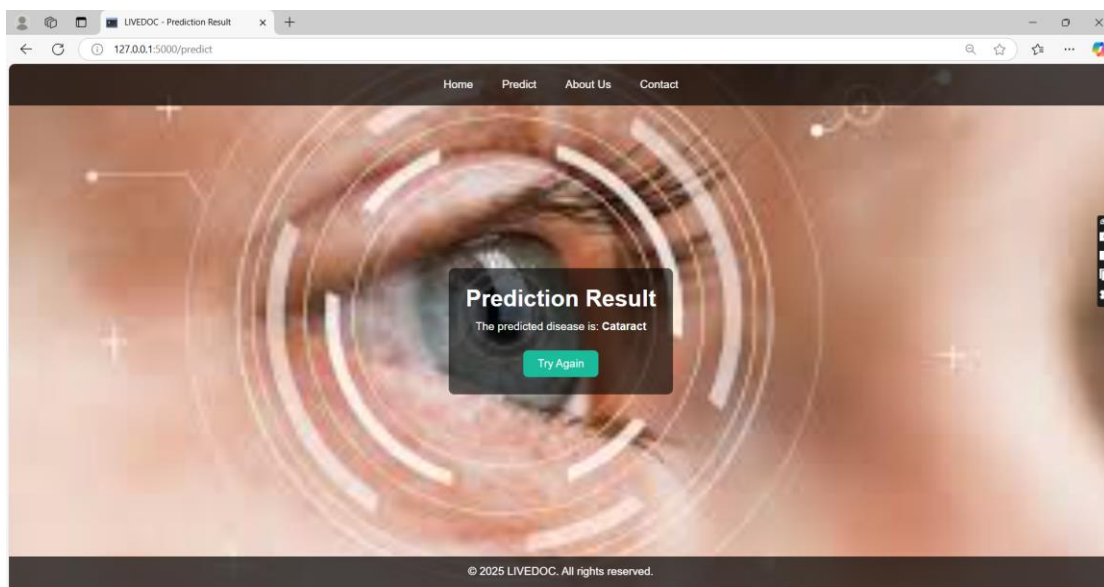 LIVEDOC - Prediction Result
127.0.0.1:5000/predict
Home Predict About Us Contact
Prediction Result
The predicted disease is: Cataract
Try Again
© 2025 LIVEDOC. All rights reserved.